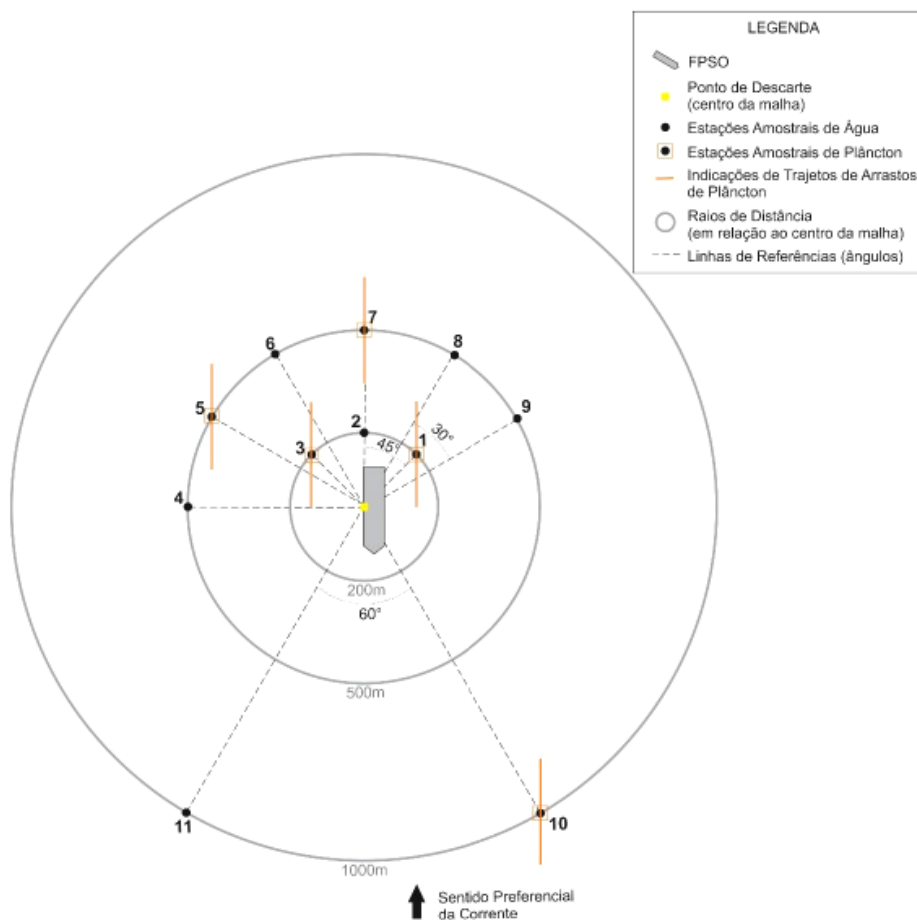 LEGENDA
FPSO
Ponto de Descarte
(centro da malha)
Estações Amostrais de Água
Estações Amostrais de Plâncton
Indicações de Trajetos de Arrastos
de Plâncton
Raios de Distância
(em relação ao centro da malha)
Linhas de Referências (ângulos)
7
6
8
5
9
2
3
45°
1
30°
4
200m
60°
500m
11
10
1000m
Sentido Preferencial
da Corrente